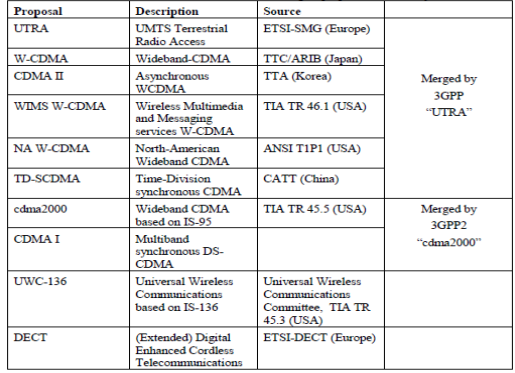 Proposal Description Source
UTRA UMTS Terrestrial ETSI-SMG (Europe)
Radio Access
W-CDMA Wideband-CDMA TTC/ARIB (Japan)
CDMA II Asynchronous TTA (Korea)
WCDMA
Merged by
3GPP
"UTRA"
WIMS W-CDMA Wireless Multimedia TIA TR 46.1 (USA)
and Messaging
services W-CDMA
NA W-CDMA North-American ANSI T1P1 (USA)
Wideband CDMA
TD-SCDMA Time-Division CATT (China)
synchronous CDMA
cdma2000 Wideband CDMA TIA TR 45.5 (USA) Merged by
based on IS-95 3GPP2
CDMA I Multiband "cdma2000"
synchronous DS-
CDMA
UWC-136 Universal Wireless Universal Wireless
Communications Communications
based on IS-136 Committee, TIA TR
45.3 (USA)
DECT (Extended) Digital ETSI-DECT (Europe)
Enhanced Cordless
Telecommunications